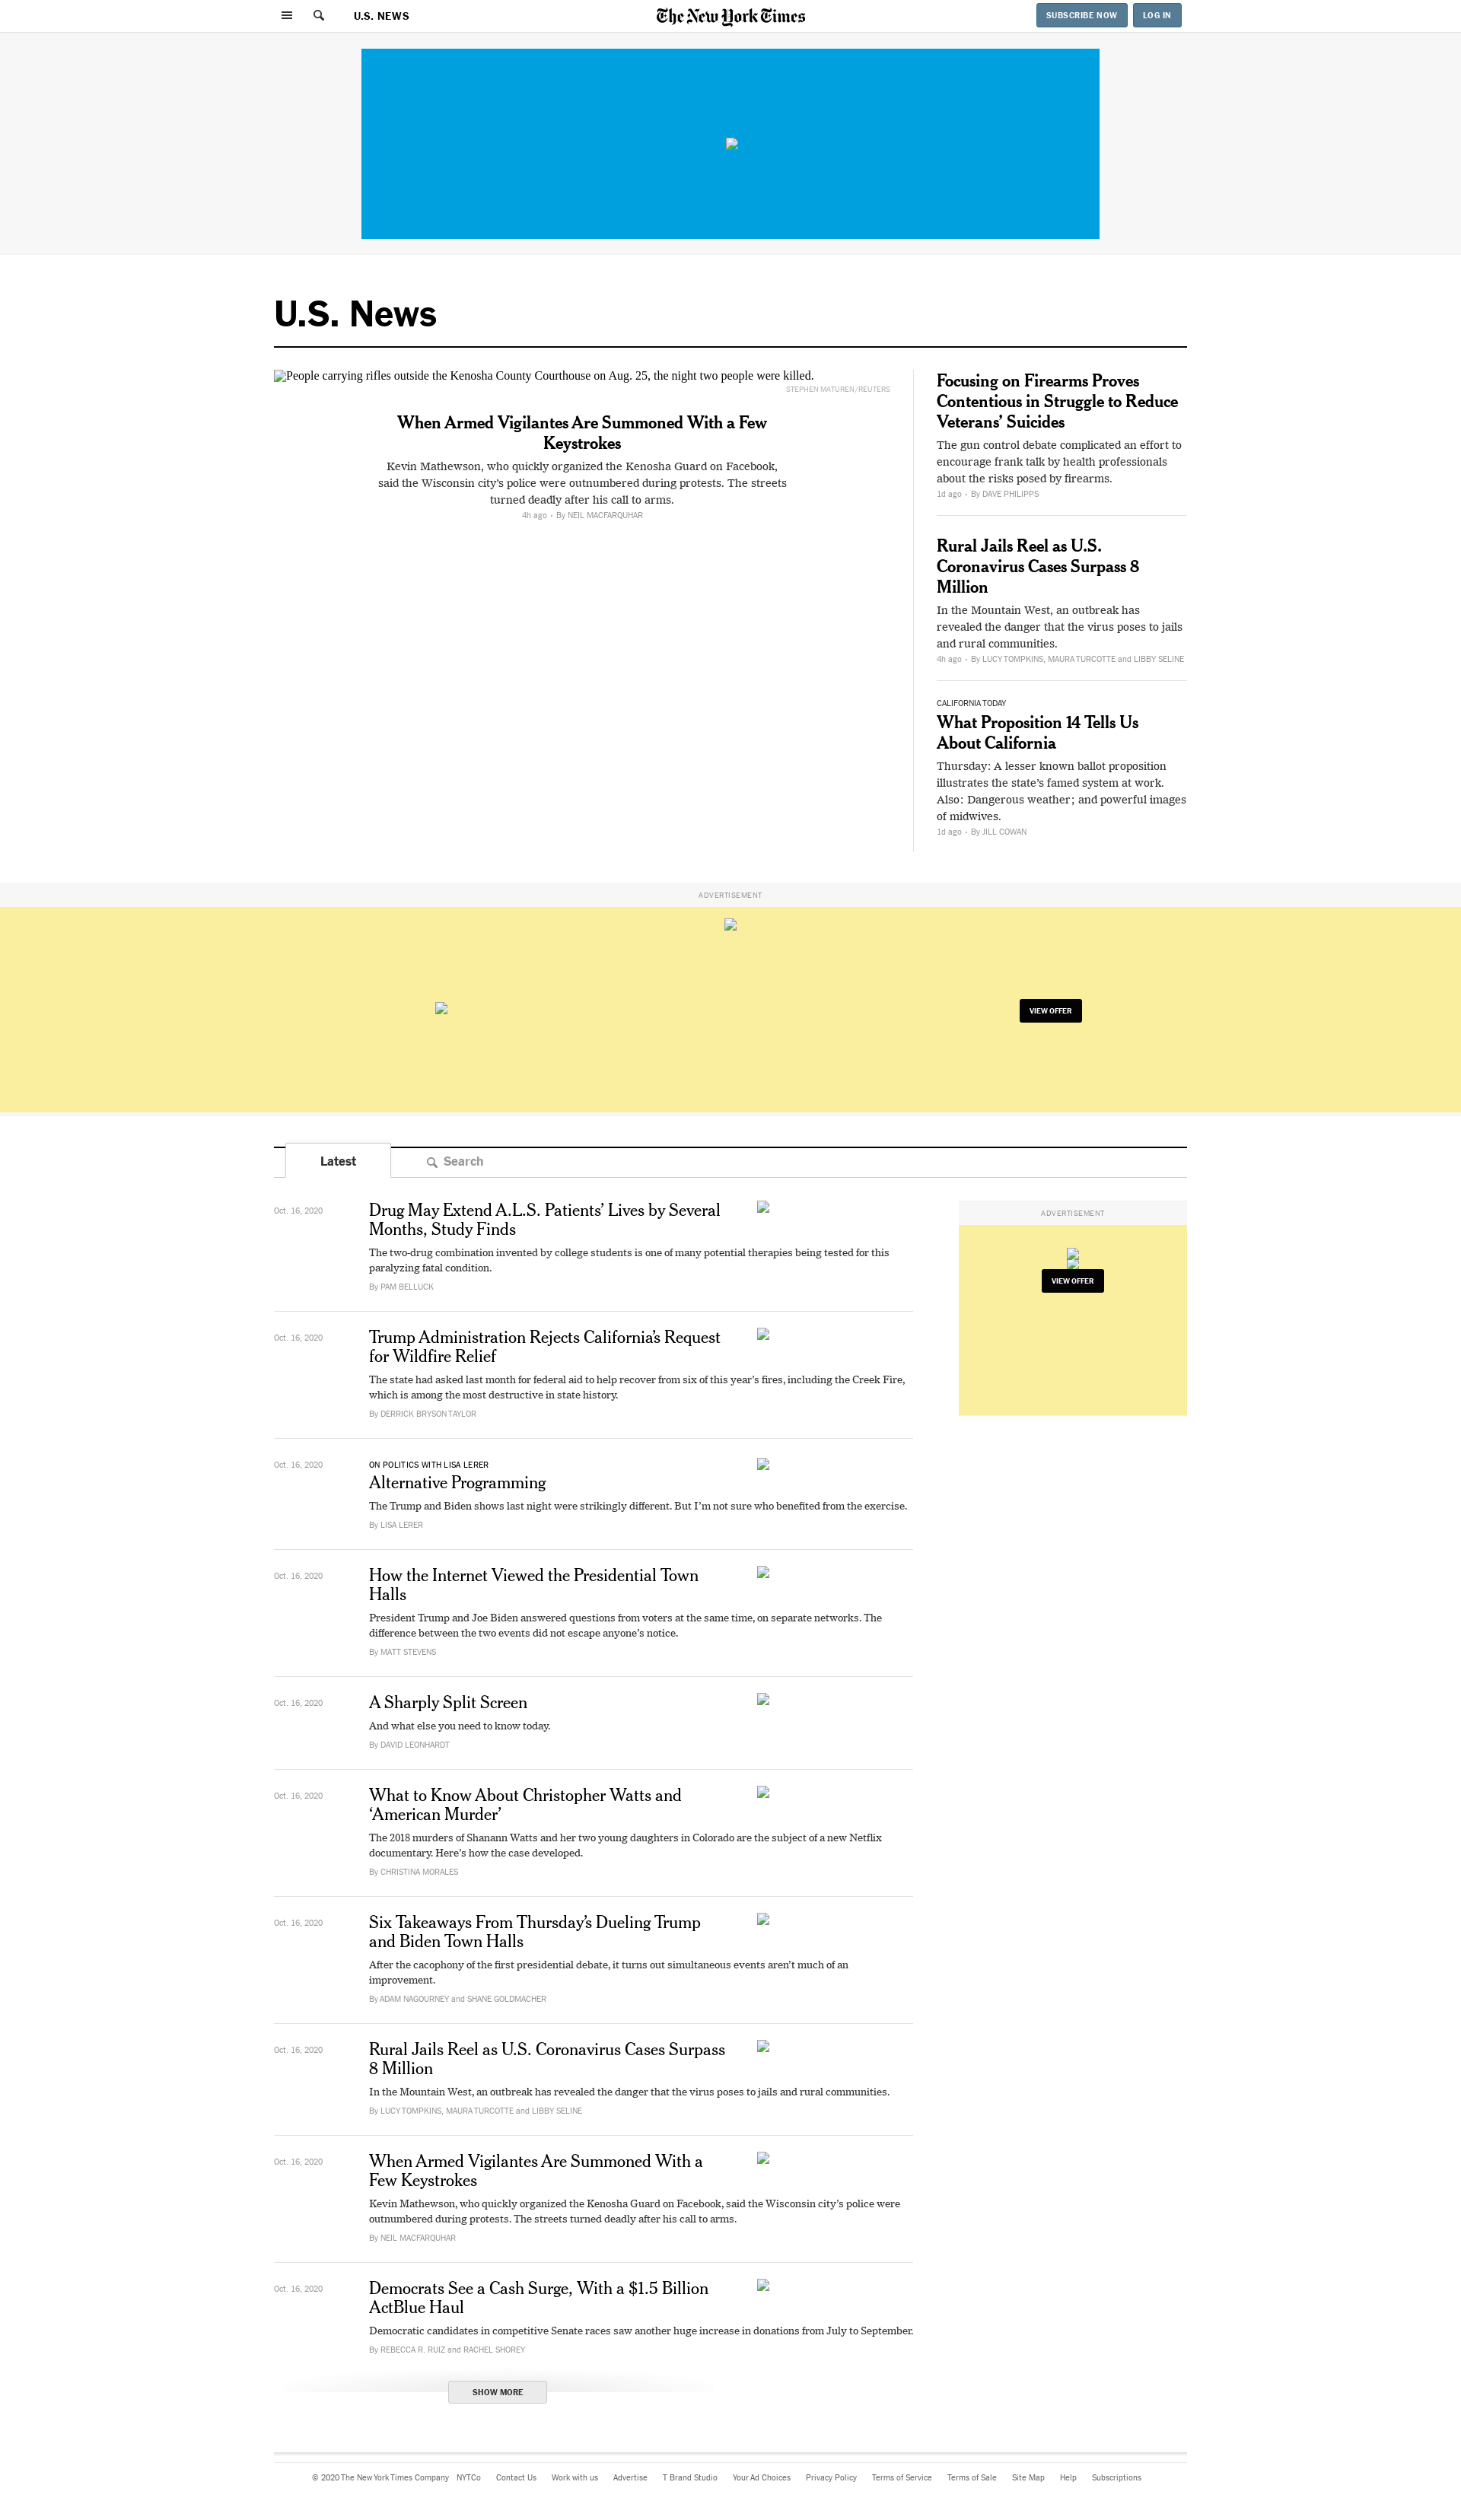 U.S. NEWS
The New York Times
SUBSCRIBE NOW
LOG IN
U.S. News
People carrying rifles outside the Kenosha County Courthouse on Aug. 25, the night two people were killed.
STEPHEN MATUREN/REUTERS
When Armed Vigilantes Are Summoned With a Few
Keystrokes
Kevin Mathewson, who quickly organized the Kenosha Guard on Facebook,
said the Wisconsin city’s police were outnumbered during protests. The streets
turned deadly after his call to arms.
4h ago • By NEIL MACFARQUHAR
Focusing on Firearms Proves
Contentious in Struggle to Reduce
Veterans’ Suicides
The gun control debate complicated an effort to
encourage frank talk by health professionals
about the risks posed by firearms.
1d ago • By DAVE PHILIPPS
Rural Jails Reel as U.S.
Coronavirus Cases Surpass 8
Million
In the Mountain West, an outbreak has
revealed the danger that the virus poses to jails
and rural communities.
4h ago • By LUCY TOMPKINS, MAURA TURCOTTE and LIBBY SELINE
CALIFORNIA TODAY
What Proposition 14 Tells Us
About California
Thursday: A lesser known ballot proposition
illustrates the state’s famed system at work.
Also: Dangerous weather; and powerful images
of midwives.
1d ago • By JILL COWAN
ADVERTISEMENT
VIEW OFFER
Latest
Search
Oct. 16, 2020
Drug May Extend A.L.S. Patients’ Lives by Several
Months, Study Finds
The two-drug combination invented by college students is one of many potential therapies being tested for this
paralyzing fatal condition.
By PAM BELLUCK
ADVERTISEMENT
VIEW OFFER
Oct. 16, 2020
Trump Administration Rejects California’s Request
for Wildfire Relief
The state had asked last month for federal aid to help recover from six of this year’s fires, including the Creek Fire,
which is among the most destructive in state history.
By DERRICK BRYSON TAYLOR
Oct. 16, 2020
ON POLITICS WITH LISA LERER
Alternative Programming
The Trump and Biden shows last night were strikingly different. But I’m not sure who benefited from the exercise.
By LISA LERER
Oct. 16, 2020
How the Internet Viewed the Presidential Town
Halls
President Trump and Joe Biden answered questions from voters at the same time, on separate networks. The
difference between the two events did not escape anyone’s notice.
By MATT STEVENS
Oct. 16, 2020
A Sharply Split Screen
And what else you need to know today.
By DAVID LEONHARDT
Oct. 16, 2020
What to Know About Christopher Watts and
‘American Murder’
The 2018 murders of Shanann Watts and her two young daughters in Colorado are the subject of a new Netflix
documentary. Here’s how the case developed.
By CHRISTINA MORALES
Oct. 16, 2020
Six Takeaways From Thursday’s Dueling Trump
and Biden Town Halls
After the cacophony of the first presidential debate, it turns out simultaneous events aren’t much of an
improvement.
By ADAM NAGOURNEY and SHANE GOLDMACHER
Oct. 16, 2020
Rural Jails Reel as U.S. Coronavirus Cases Surpass
8 Million
In the Mountain West, an outbreak has revealed the danger that the virus poses to jails and rural communities.
By LUCY TOMPKINS, MAURA TURCOTTE and LIBBY SELINE
Oct. 16, 2020
When Armed Vigilantes Are Summoned With a
Few Keystrokes
Kevin Mathewson, who quickly organized the Kenosha Guard on Facebook, said the Wisconsin city’s police were
outnumbered during protests. The streets turned deadly after his call to arms.
By NEIL MACFARQUHAR
Oct. 16, 2020
Democrats See a Cash Surge, With a $1.5 Billion
ActBlue Haul
Democratic candidates in competitive Senate races saw another huge increase in donations from July to September.
By REBECCA R. RUIZ and RACHEL SHOREY
SHOW MORE
© 2020 The New York Times Company NYTCo Contact Us Work with us Advertise T Brand Studio Your Ad Choices Privacy Policy Terms of Service Terms of Sale Site Map Help Subscriptions